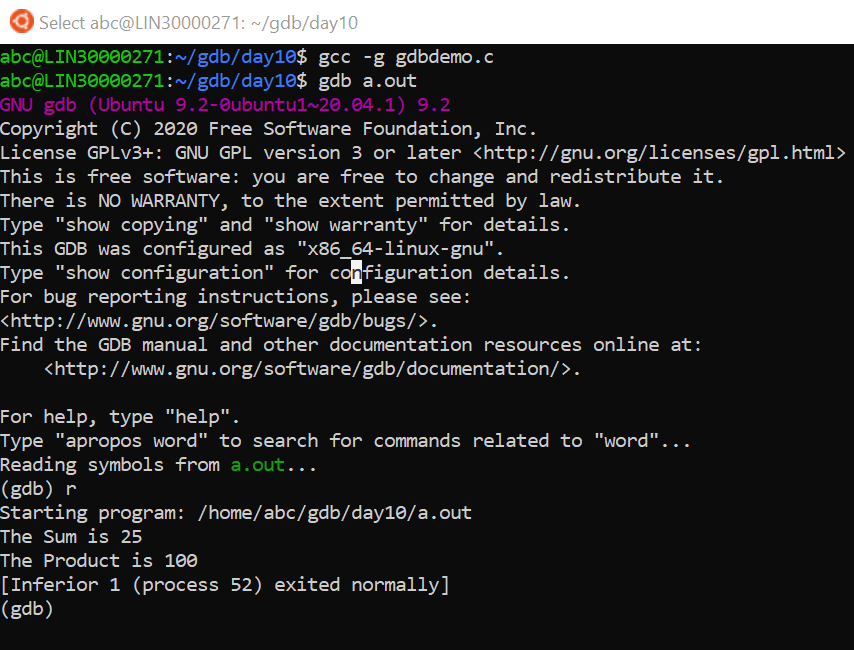 Select abc@LIN30000271: ~/gdb/day10
abc@LIN30000271:~/gdb/day10$ gcc -g gdbdemo.c
abc@LIN30000271:~/gdb/day10$ gdb a.out
GNU gdb (Ubuntu 9.2-0ubuntu1~20.04.1) 9.2
Copyright (C) 2020 Free Software Foundation, Inc.
License GPLv3+: GNU GPL version 3 or later <http://gnu.org/licenses/gpl.html>
This is free software: you are free to change and redistribute it.
There is NO WARRANTY, to the extent permitted by law.
Type "show copying" and "show warranty" for details.
This GDB was configured as "x86_64-linux-gnu".
Type "show configuration" for configuration details.
For bug reporting instructions, please see:
<http://www.gnu.org/software/gdb/bugs/>.
Find the GDB manual and other documentation resources online at:
    <http://www.gnu.org/software/gdb/documentation/>.

For help, type "help".
Type "apropos word" to search for commands related to "word"...
Reading symbols from a.out...
(gdb) r
Starting program: /home/abc/gdb/day10/a.out
The Sum is 25
The Product is 100
[Inferior 1 (process 52) exited normally]
(gdb)